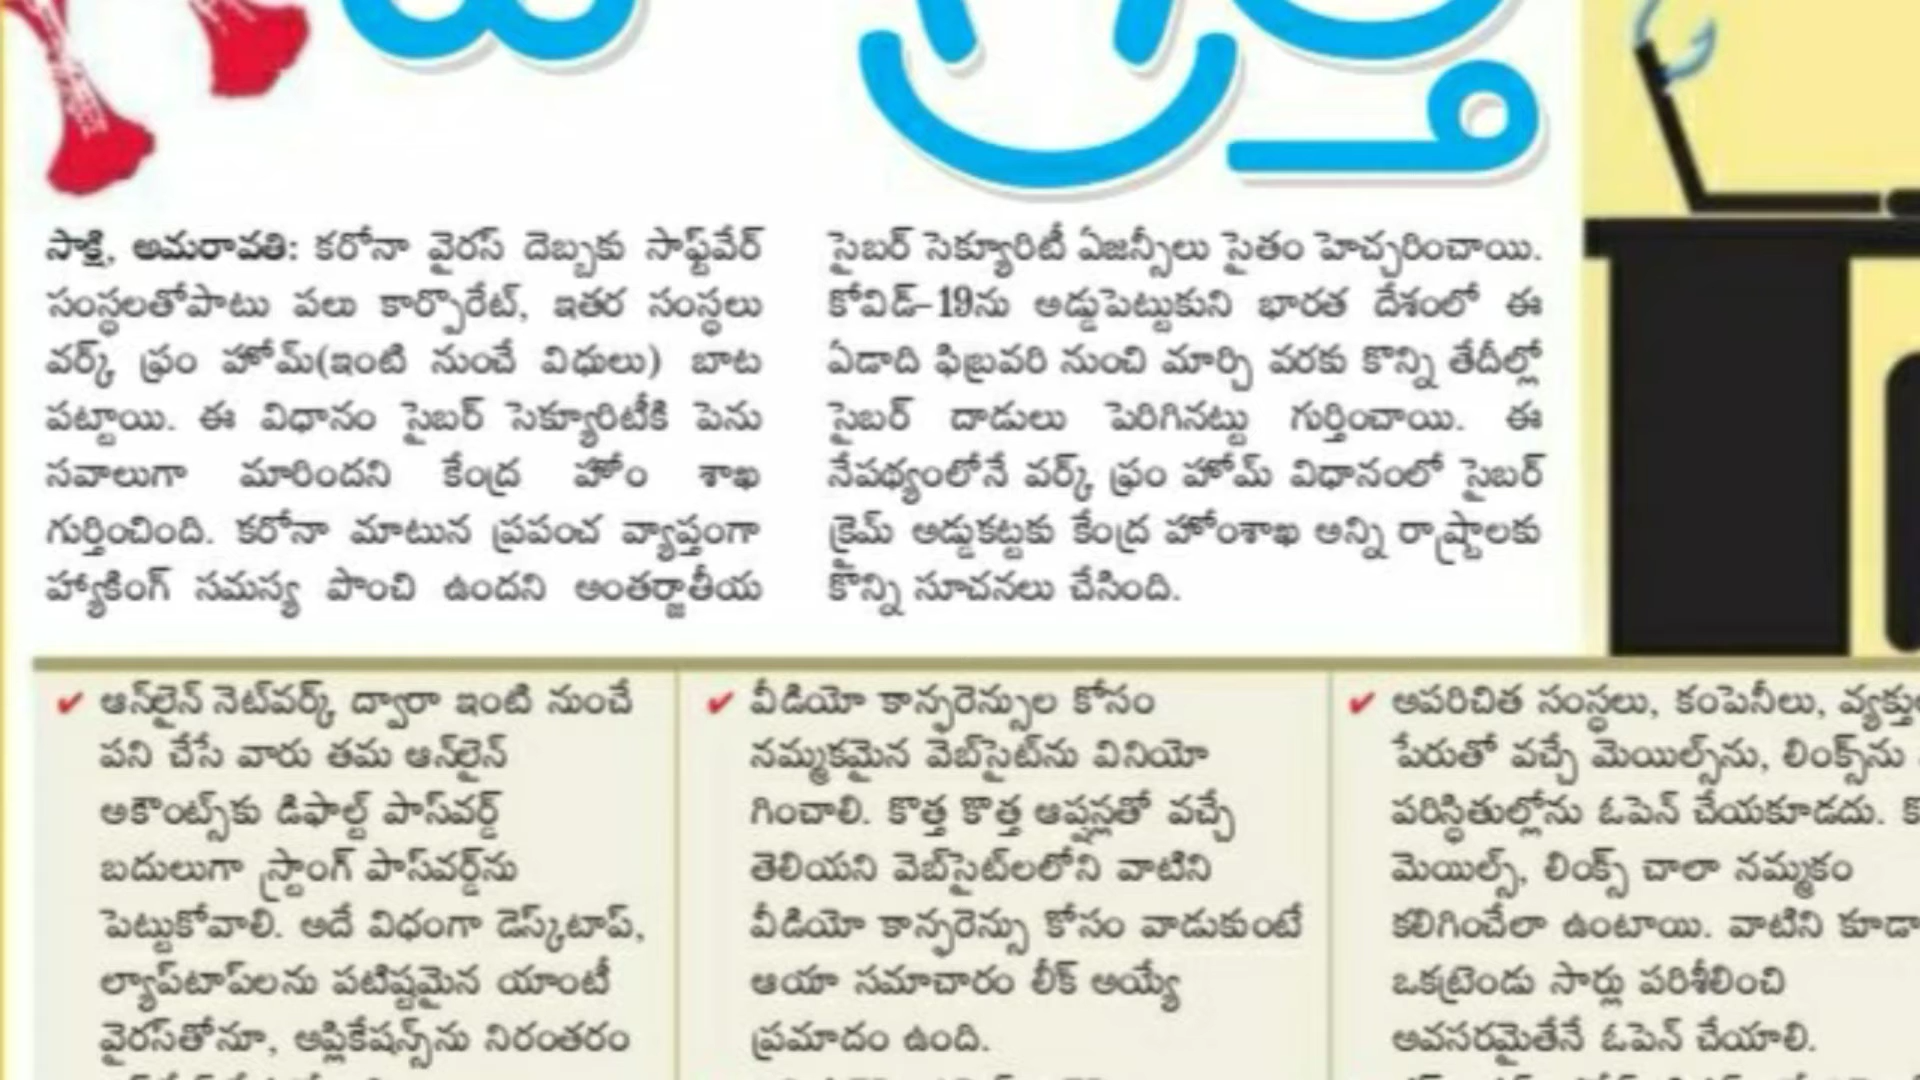 సాక్షి, అమరావతి: కరోనా వైరస్ దెబ్బకు సాఫ్ట్‌వేర్
సంస్థలతోపాటు పలు కార్పొరేట్, ఇతర సంస్థలు
వర్క్ ఫ్రం హోమ్(ఇంటి నుంచే విధులు) బాట
పట్టాయి. ఈ విధానం సైబర్ సెక్యూరిటీకి పెను
సవాలుగా మారిందని కేంద్ర హోం శాఖ
గుర్తించింది. కరోనా మాటున ప్రపంచ వ్యాప్తంగా
హ్యాకింగ్ సమస్య పొంచి ఉందని అంతర్జాతీయ
సైబర్ సెక్యూరిటీ ఏజన్సీలు సైతం హెచ్చరించాయి.
కోవిడ్–19ను అడ్డుపెట్టుకుని భారత దేశంలో ఈ
ఏడాది ఫిబ్రవరి నుంచి మార్చి వరకు కొన్ని తేదీల్లో
సైబర్ దాడులు పెరిగినట్టు గుర్తించాయి. ఈ
నేపథ్యంలోనే వర్క్ ఫ్రం హోమ్ విధానంలో సైబర్
క్రైమ్ అడ్డుకట్టకు కేంద్ర హోంశాఖ అన్ని రాష్ట్రాలకు
కొన్ని సూచనలు చేసింది.
✔ ఆన్‌లైన్ నెట్‌వర్క్ ద్వారా ఇంటి నుంచే
పని చేసే వారు తమ ఆన్‌లైన్
అకౌంట్స్‌కు డిఫాల్ట్ పాస్‌వర్డ్
బదులుగా స్ట్రాంగ్ పాస్‌వర్డ్‌ను
పెట్టుకోవాలి. అదే విధంగా డెస్క్‌టాప్,
ల్యాప్‌టాప్‌లను పటిష్టమైన యాంటీ
వైరస్‌తోనూ, అప్లికేషన్స్‌ను నిరంతరం
✔ వీడియో కాన్ఫరెన్సుల కోసం
నమ్మకమైన వెబ్‌సైట్‌ను వినియో
గించాలి. కొత్త కొత్త ఆప్షన్లతో వచ్చే
తెలియని వెబ్‌సైట్‌లలోని వాటిని
వీడియో కాన్ఫరెన్సు కోసం వాడుకుంటే
ఆయా సమాచారం లీక్ అయ్యే
ప్రమాదం ఉంది.
✔ అపరిచిత సంస్థలు, కంపెనీలు,
పేరుతో వచ్చే మెయిల్స్‌ను, లింక్స్‌ను
పరిస్థితుల్లోను ఓపెన్ చేయకూడదు.
మెయిల్స్, లింక్స్ చాలా నమ్మకం
కలిగించేలా ఉంటాయి. వాటిని కూడా
ఒకట్రెండు సార్లు పరిశీలించి
అవసరమైతేనే ఓపెన్ చేయాలి.